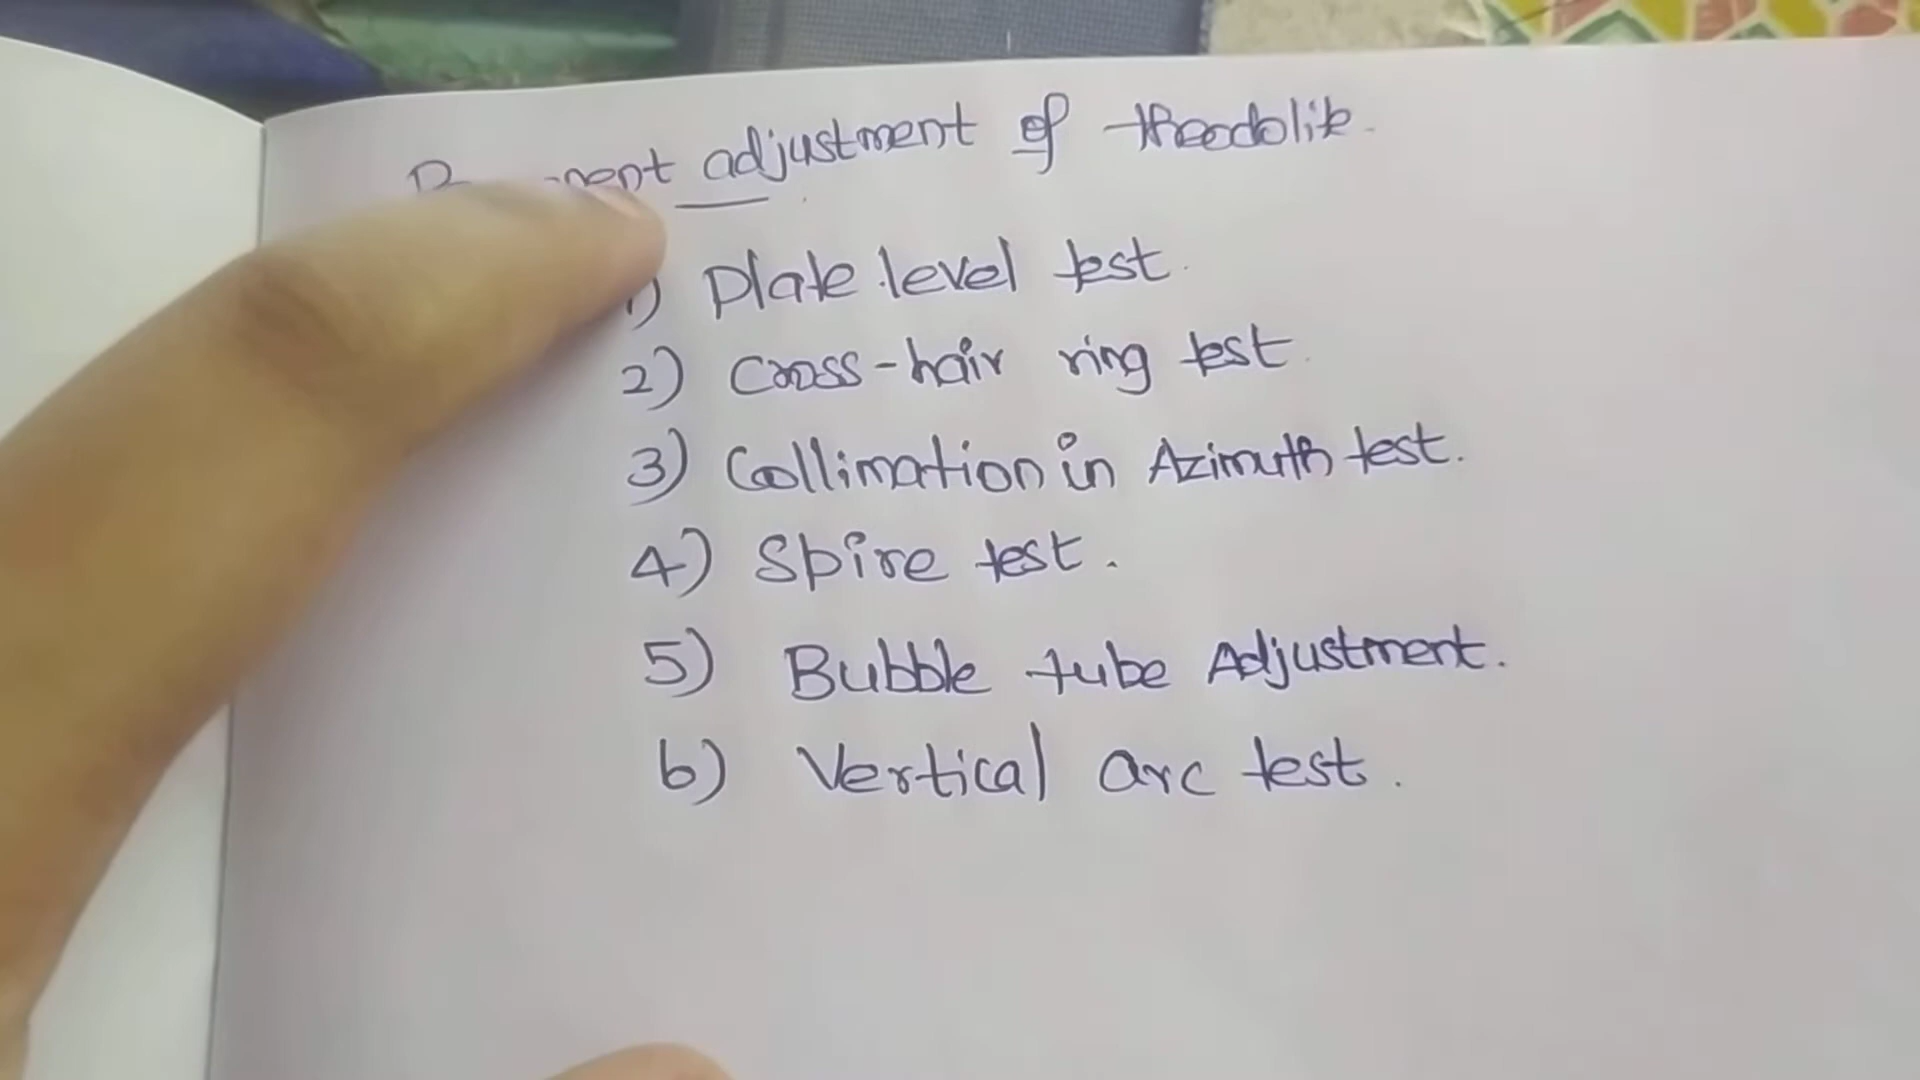 adjustment of theodolite.
1) Plate level test.
2) Cross-hair ring test.
3) Collimation in Azimuth test.
4) Spire test.
5) Bubble tube Adjustment.
6) Vertical arc test.